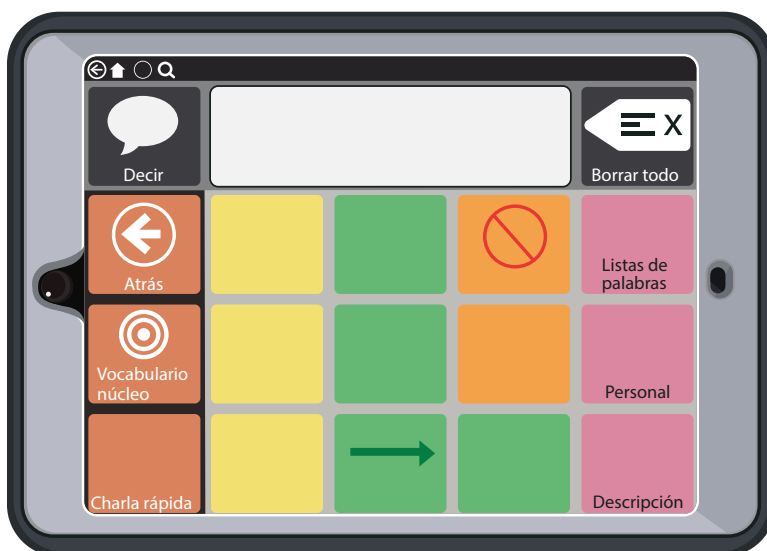 Decir
X
Borrar todo
Atrás
Listas de
palabras
Vocabulario
núcleo
Personal
Charla rápida
Descripción